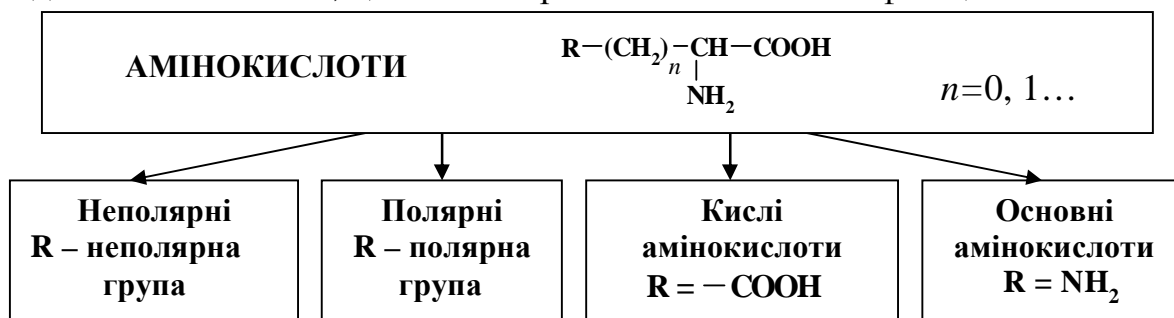 АМІНОКИСЛОТИ
R–(CH₂)ₙ–CH–COOH
|
NH₂
n=0, 1…
Неполярні
R – неполярна
група
Полярні
R – полярна
група
Кислі
амінокислоти
R = –COOH
Основні
амінокислоти
R = NH₂